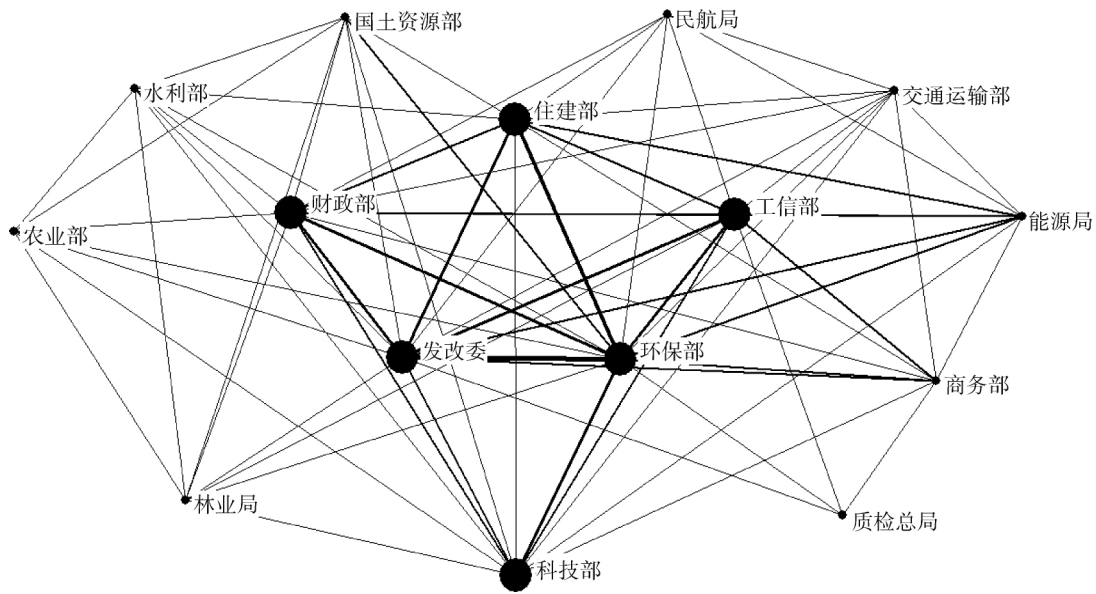 国土资源部
民航局
水利部
交通运输部
住建部
财政部
工信部
能源局
农业部
发改委
环保部
商务部
林业局
质检总局
科技部